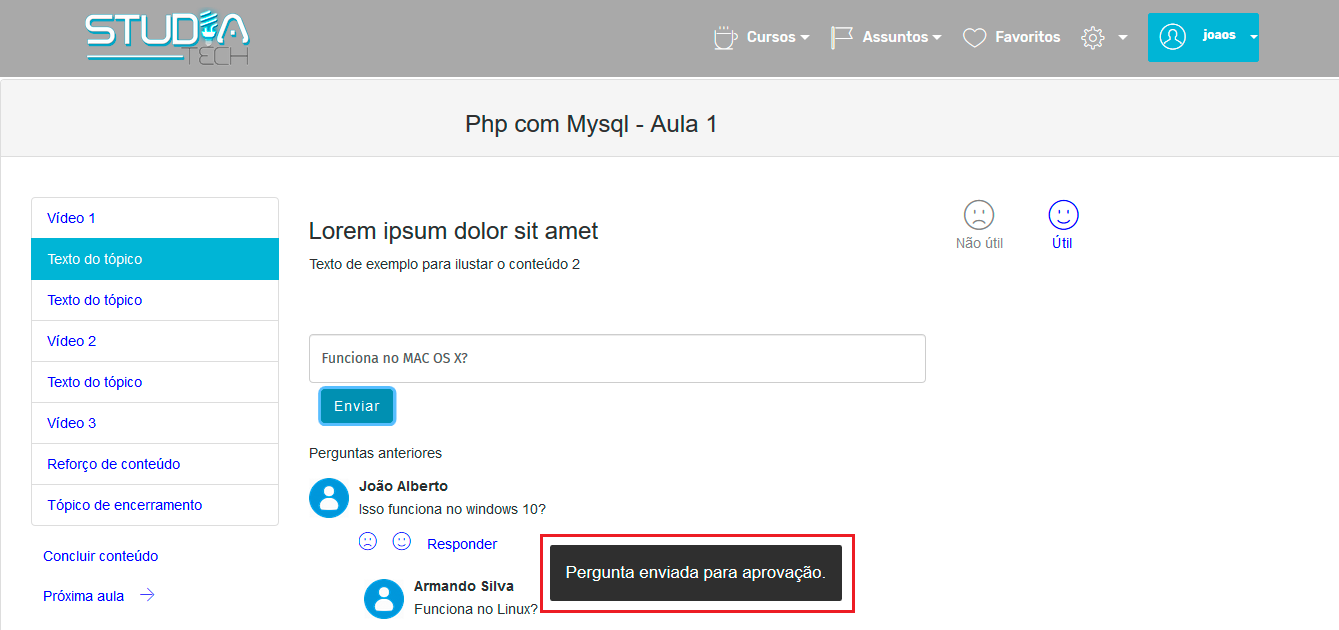 STUDIA
TECH
Cursos
Assuntos
Favoritos
joaos
Php com Mysql - Aula 1
Vídeo 1
Texto do tópico
Texto do tópico
Vídeo 2
Texto do tópico
Vídeo 3
Reforço de conteúdo
Tópico de encerramento
Concluir conteúdo
Próxima aula
Lorem ipsum dolor sit amet
Texto de exemplo para ilustar o conteúdo 2
Não útil
Útil
Funciona no MAC OS X?
Enviar
Perguntas anteriores
João Alberto
Isso funciona no windows 10?
Responder
Armando Silva
Funciona no Linux?
Pergunta enviada para aprovação.